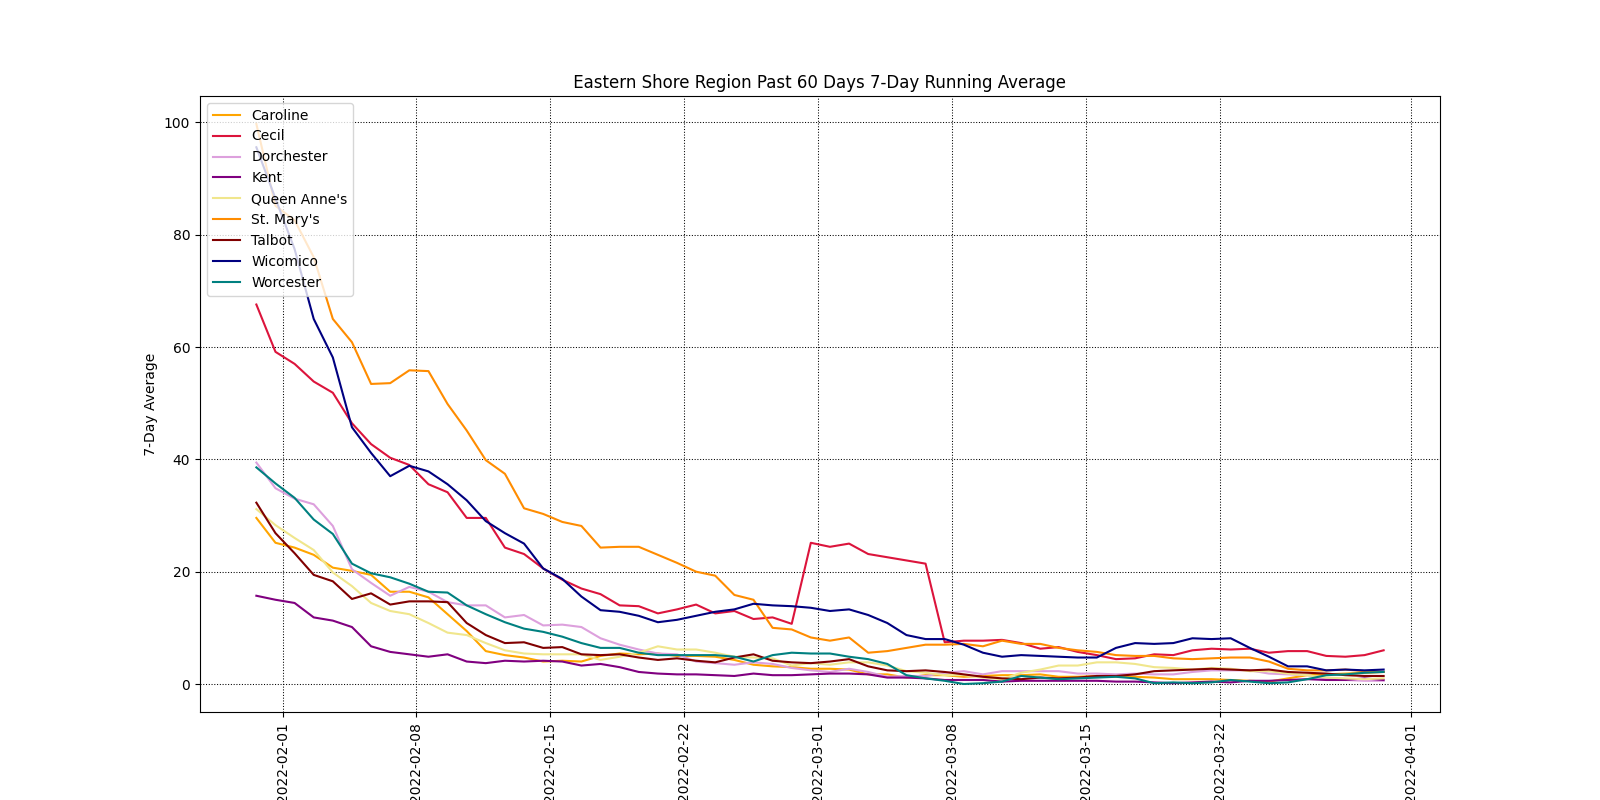 Eastern Shore Region Past 60 Days 7-Day Running Average
Caroline
Cecil
Dorchester
Kent
Queen Anne's
St. Mary's
Talbot
Wicomico
Worcester
7-Day Average
100
80
60
40
20
0
2022-02-01
2022-02-08
2022-02-15
2022-02-22
2022-03-01
2022-03-08
2022-03-15
2022-03-22
2022-04-01